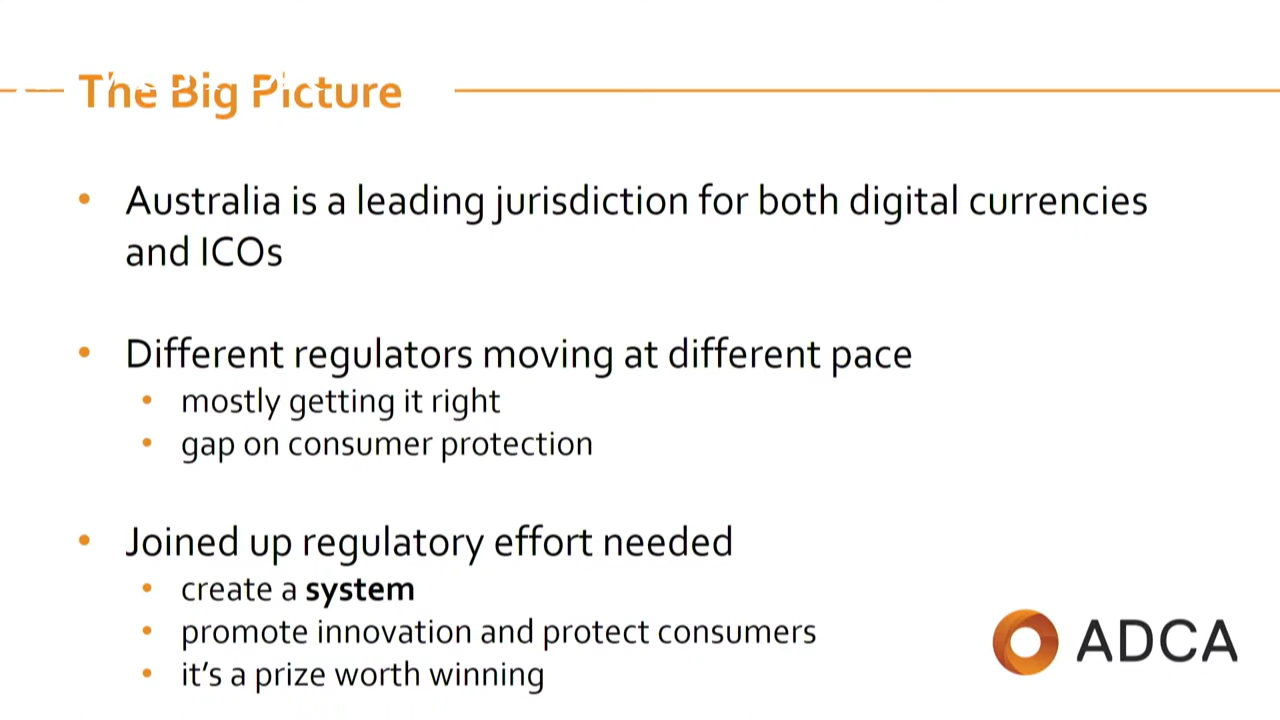 The Big Picture
• Australia is a leading jurisdiction for both digital currencies
and ICOs
• Different regulators moving at different pace
• mostly getting it right
• gap on consumer protection
• Joined up regulatory effort needed
• create a system
• promote innovation and protect consumers
• it's a prize worth winning
ADCA